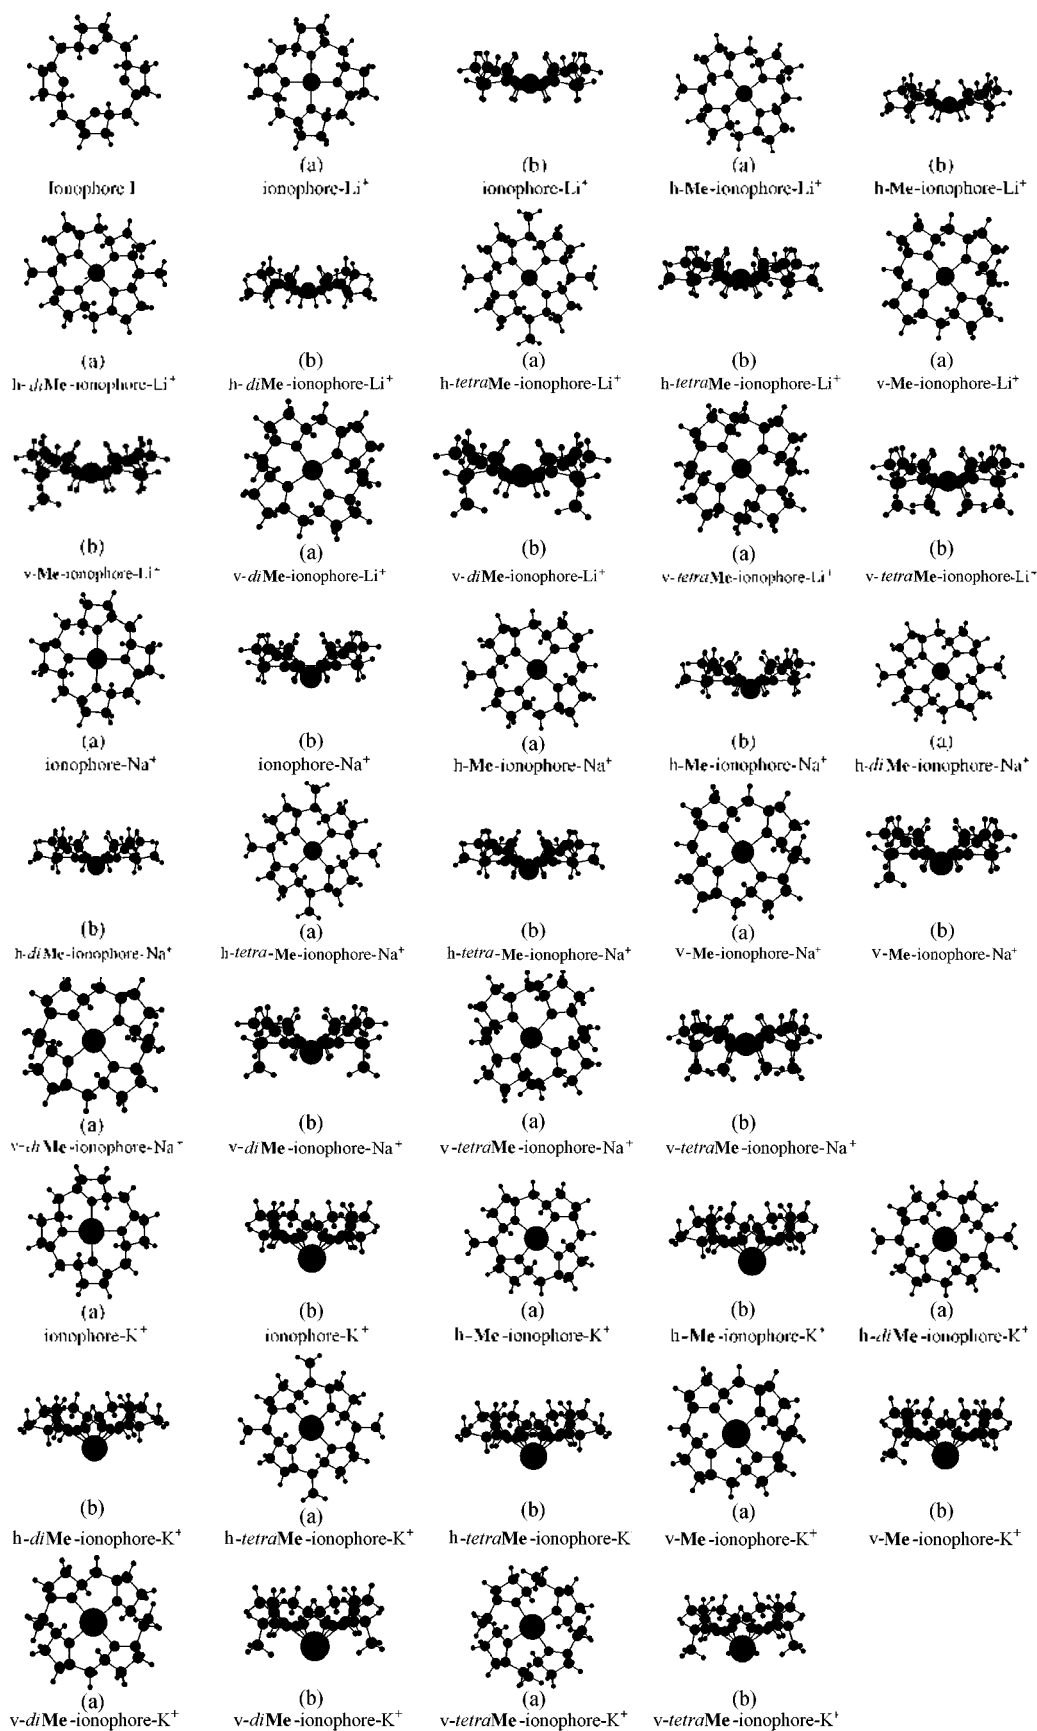 (a) (b) (a) (b)
Ionophore I ionophore-Li⁺ ionophore-Li⁺ h-Me-ionophore-Li⁺ h-Me-ionophore-Li⁺
(a) (b) (a) (b) (a)
h-diMe-ionophore-Li⁺ h-diMe-ionophore-Li⁺ h-tetraMe-ionophore-Li⁺ h-tetraMe-ionophore-Li⁺ v-Me-ionophore-Li⁺
(b) (a) (b) (a) (b)
v-Me-ionophore-Li⁺ v-diMe-ionophore-Li⁺ v-diMe-ionophore-Li⁺ v-tetraMe-ionophore-Li⁺ v-tetraMe-ionophore-Li⁺
(a) (b) (a) (b) (a)
ionophore-Na⁺ ionophore-Na⁺ h-Me-ionophore-Na⁺ h-Me-ionophore-Na⁺ h-diMe-ionophore-Na⁺
(b) (a) (b) (a) (b)
h-diMe-ionophore-Na⁺ h-tetra-Me-ionophore-Na⁺ h-tetra-Me-ionophore-Na⁺ v-Me-ionophore-Na⁺ v-Me-ionophore-Na⁺
(a) (b) (a) (b)
v-diMe-ionophore-Na⁺ v-diMe-ionophore-Na⁺ v-tetraMe-ionophore-Na⁺ v-tetraMe-ionophore-Na⁺
(a) (b) (a) (b) (a)
ionophore-K⁺ ionophore-K⁺ h-Me-ionophore-K⁺ h-Me-ionophore-K⁺ h-diMe-ionophore-K⁺
(b) (a) (b) (a) (b)
h-diMe-ionophore-K⁺ h-tetraMe-ionophore-K⁺ h-tetraMe-ionophore-K v-Me-ionophore-K⁺ v-Me-ionophore-K⁺
(a) (b) (a) (b)
v-diMe-ionophore-K⁺ v-diMe-ionophore-K⁺ v-tetraMe-ionophore-K⁺ v-tetraMe-ionophore-K⁺